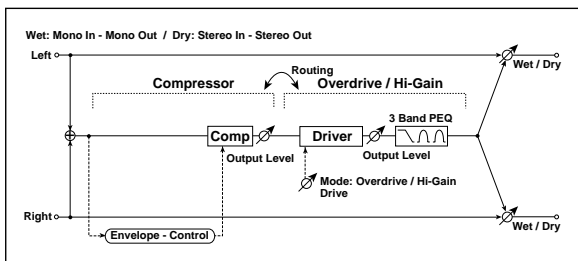 Wet: Mono In - Mono Out / Dry: Stereo In - Stereo Out
Left
Wet / Dry
Routing
Compressor
Overdrive / Hi-Gain
3 Band PEQ
Comp
Driver
Output Level
Output Level
Mode: Overdrive / Hi-Gain
Drive
Right
Wet / Dry
Envelope - Control